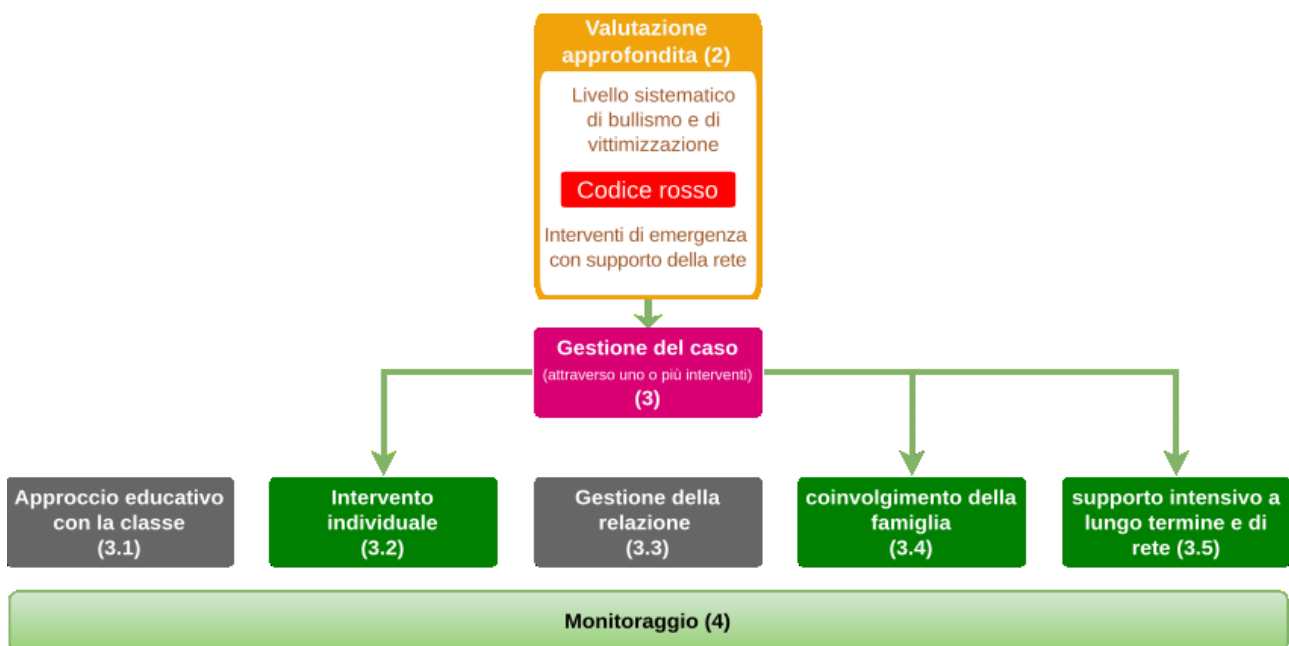 Valutazione
approfondita (2)
Livello sistematico
di bullismo e di
vittimizzazione
Codice rosso
Interventi di emergenza
con supporto della rete
Gestione del caso
(attraverso uno o più interventi)
(3)
Approccio educativo
con la classe
(3.1)
Intervento
individuale
(3.2)
Gestione della
relazione
(3.3)
coinvolgimento della
famiglia
(3.4)
supporto intensivo a
lungo termine e di
rete (3.5)
Monitoraggio (4)